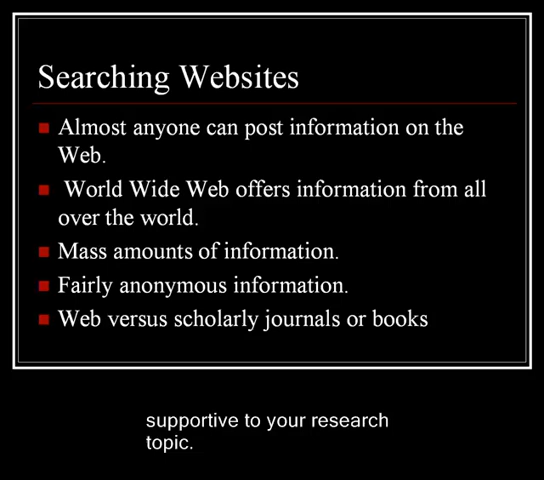 Searching Websites
Almost anyone can post information on the
Web.
World Wide Web offers information from all
over the world.
Mass amounts of information.
Fairly anonymous information.
Web versus scholarly journals or books
supportive to your research
topic.